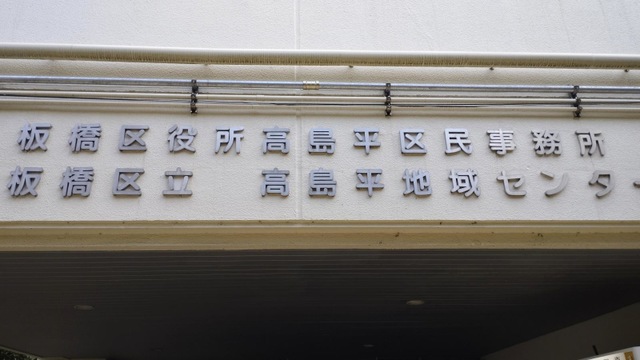 板橋区役所高島平区民事務所
板橋区立 高島平地域センター